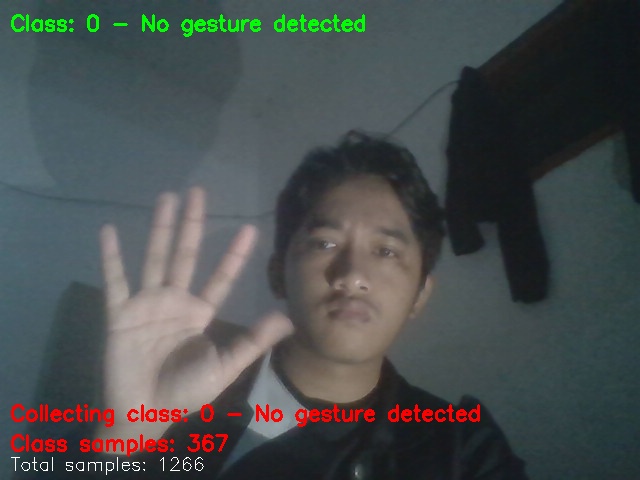 Class: 0 - No gesture detected
Collecting class: 0 - No gesture detected
Class samples: 367
Total samples: 1266